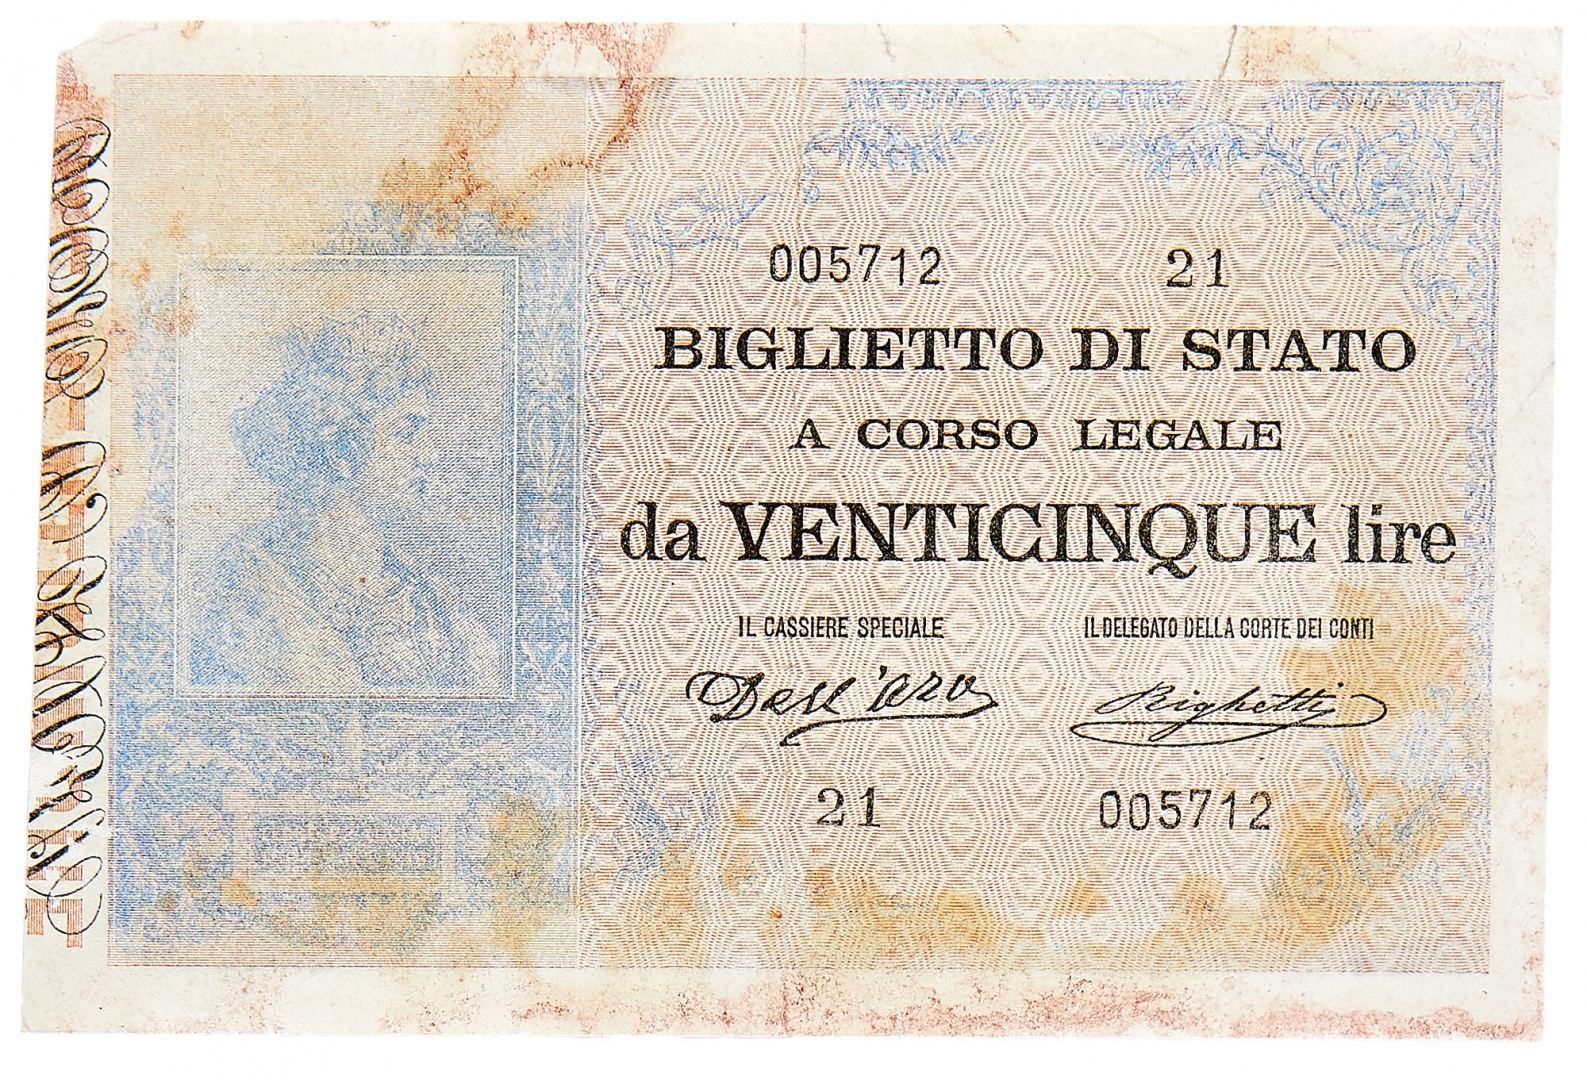 005712 21
BIGLIETTO DI STATO
A CORSO LEGALE
da VENTICINQUE lire
IL CASSIERE SPECIALE IL DELEGATO DELLA CORTE DEI CONTI
Dell'Ara Righetti
21 005712